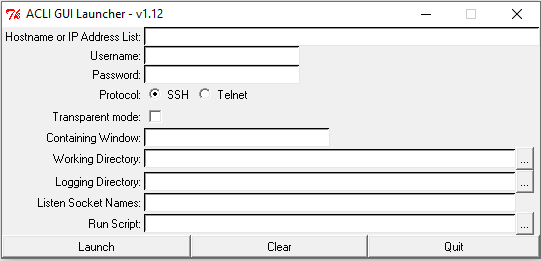 ACLI GUI Launcher - v1.12
Hostname or IP Address List:
Username:
Password:
Protocol: SSH Telnet
Transparent mode:
Containing Window:
Working Directory: ...
Logging Directory: ...
Listen Socket Names:
Run Script: ...
Launch Clear Quit